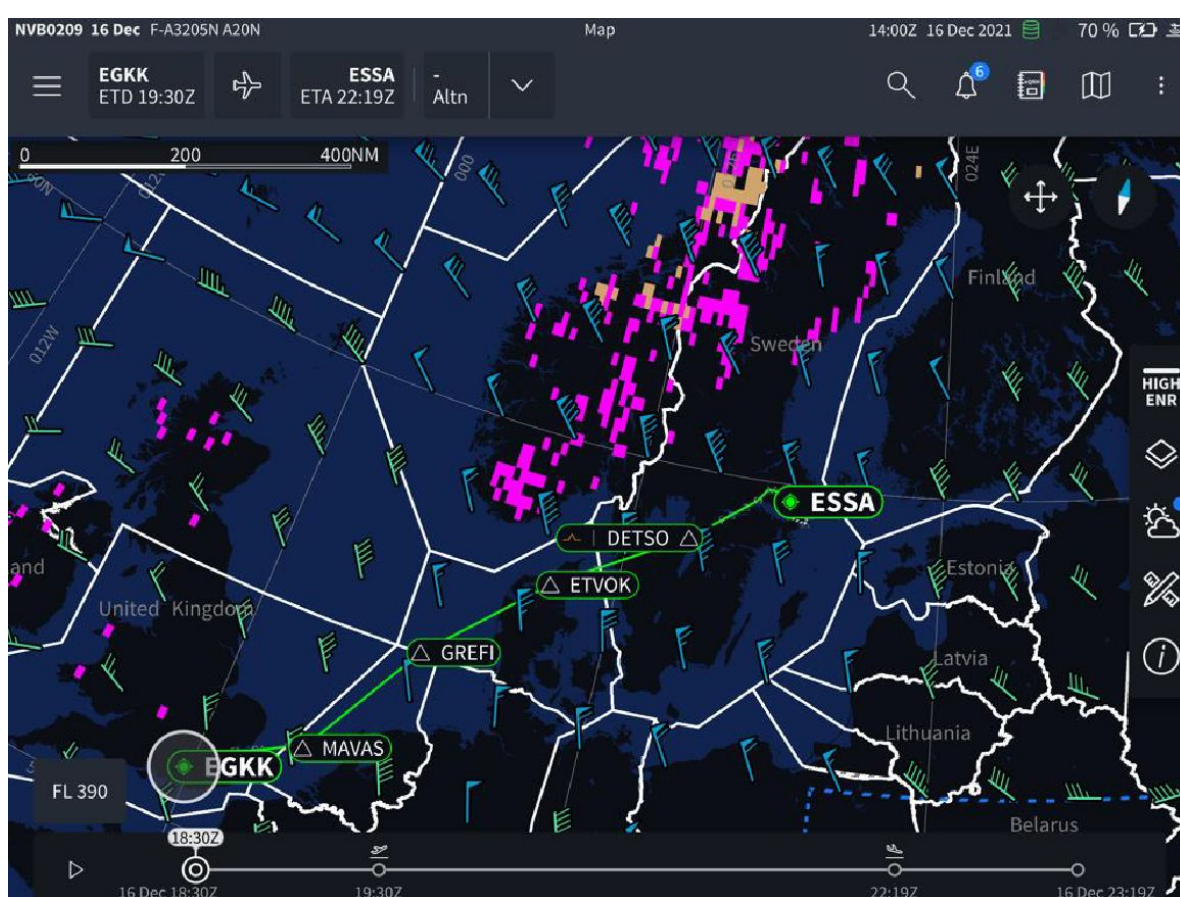 NVB0209 16 Dec F-A3205N A20N
Map
14:00Z 16 Dec 2021
70 %
EGKK
ETD 19:30Z
ESSA
ETA 22:19Z
-
Altn
6
0 200 400NM
000
024E
012W
Finland
Sweden
HIGH
ENR
ESSA
DETSO
ETVOK
Estonia
and
United Kingdom
GREFI
Latvia
Lithuania
MAVAS
EGKK
FL 390
Belarus
18:30Z
16 Dec 18:30Z
19:30Z
22:19Z
16 Dec 23:19Z